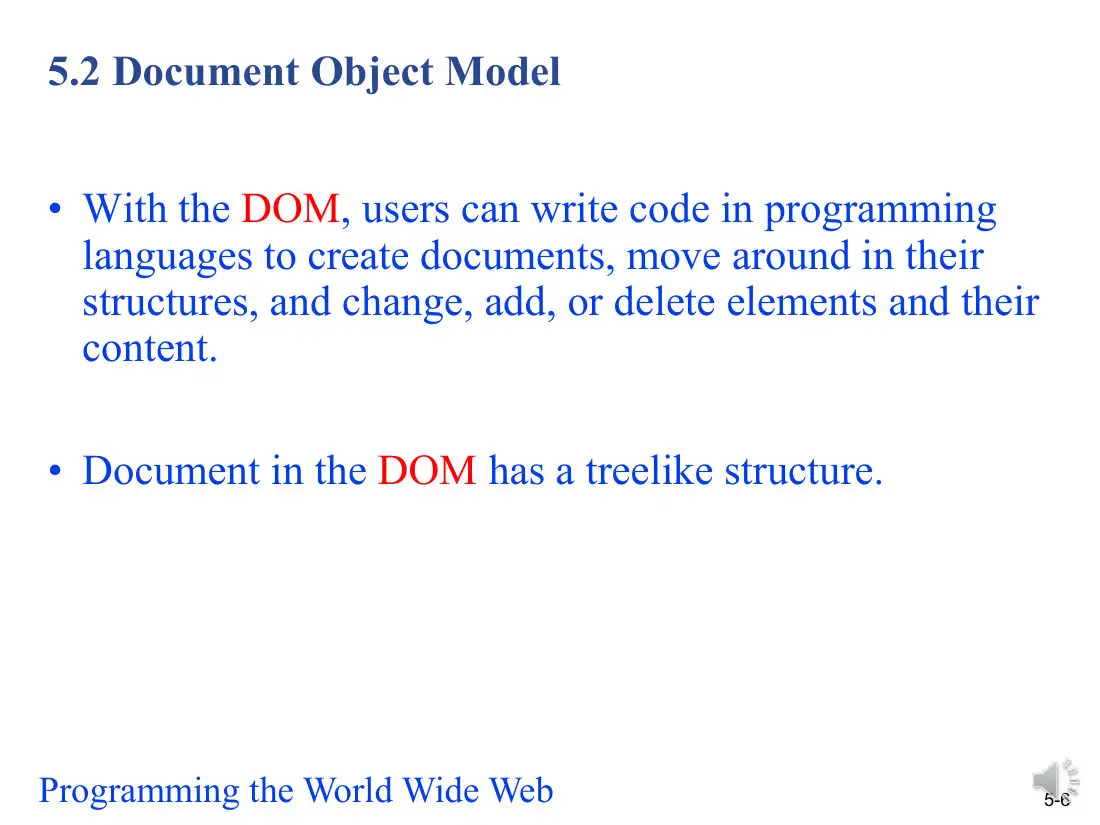 5.2 Document Object Model
• With the DOM, users can write code in programming
languages to create documents, move around in their
structures, and change, add, or delete elements and their
content.
• Document in the DOM has a treelike structure.
Programming the World Wide Web
5-6